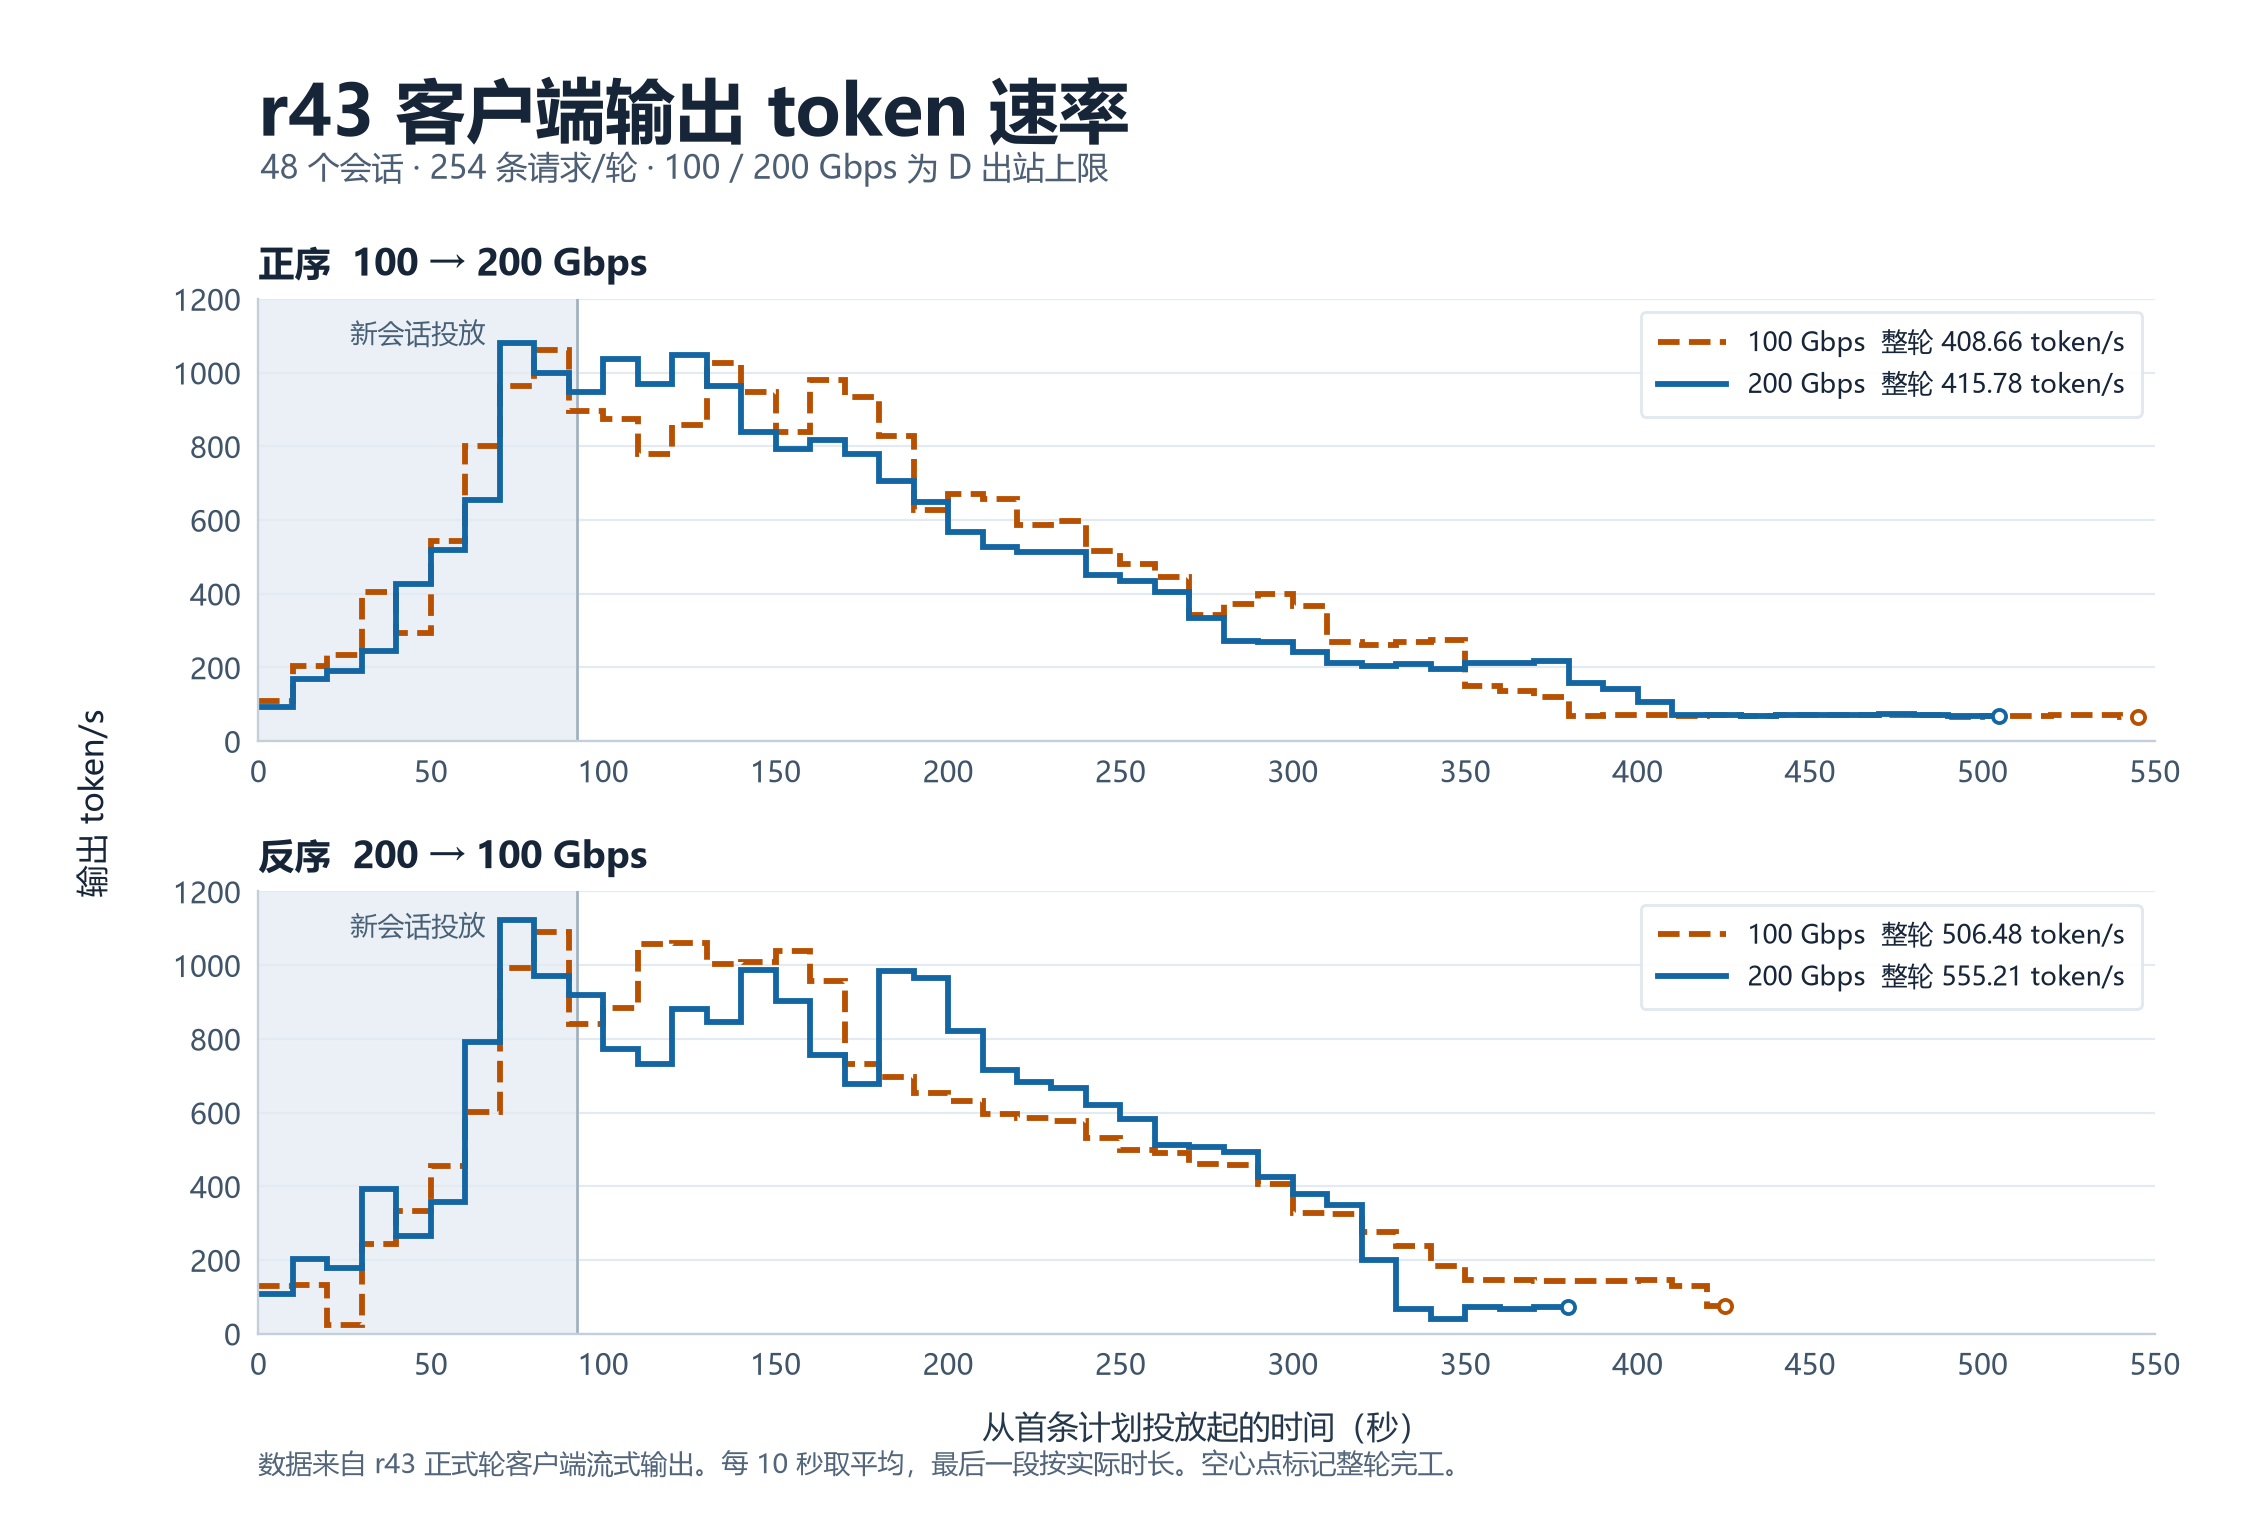 r43 客户端输出 token 速率
48 个会话 · 254 条请求/轮 · 100 / 200 Gbps 为 D 出站上限
正序 100 → 200 Gbps
1200
1000
800
600
400
200
0
新会话投放
100 Gbps 整轮 408.66 token/s
200 Gbps 整轮 415.78 token/s
0 50 100 150 200 250 300 350 400 450 500 550
输出 token/s
反序 200 → 100 Gbps
1200
1000
800
600
400
200
0
新会话投放
100 Gbps 整轮 506.48 token/s
200 Gbps 整轮 555.21 token/s
0 50 100 150 200 250 300 350 400 450 500 550
从首条计划投放起的时间（秒）
数据来自 r43 正式轮客户端流式输出。每 10 秒取平均，最后一段按实际时长。空心点标记整轮完工。